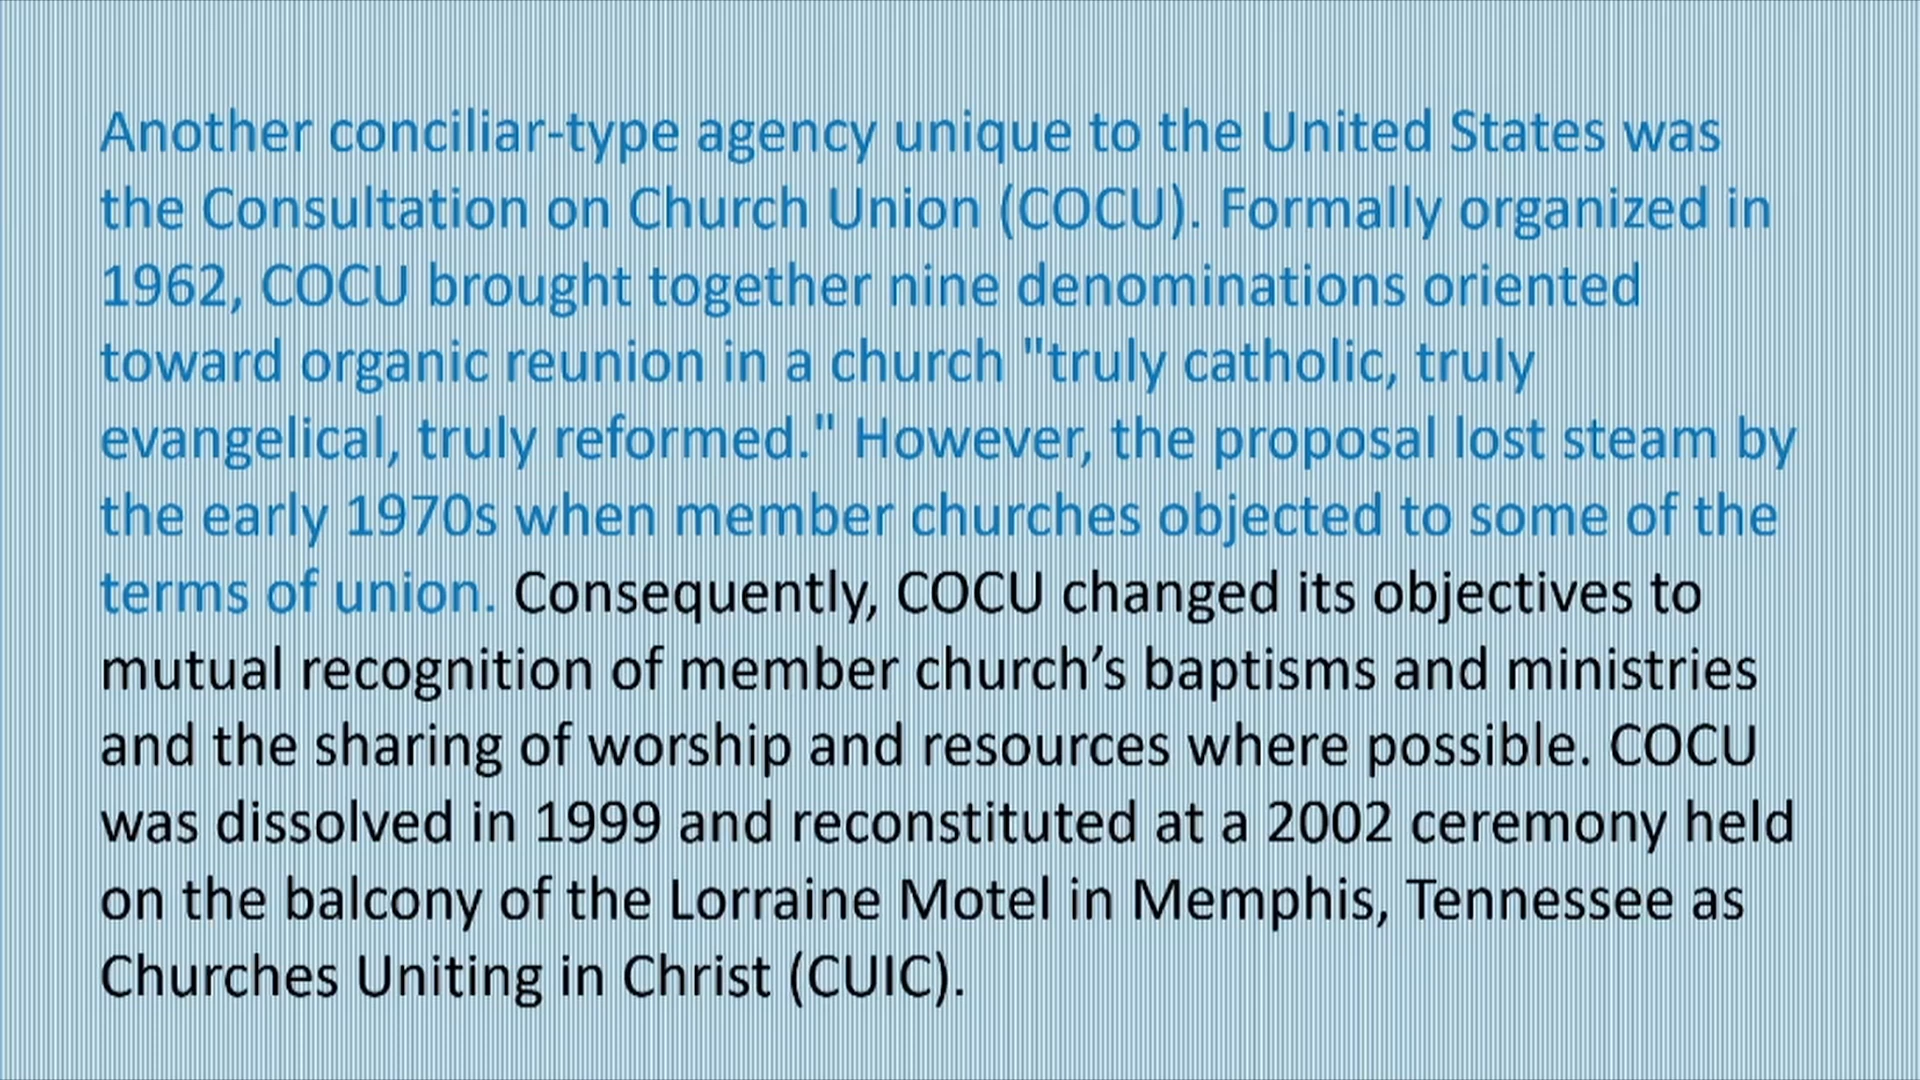 Another conciliar-type agency unique to the United States was
the Consultation on Church Union (COCU). Formally organized in
1962, COCU brought together nine denominations oriented
toward organic reunion in a church "truly catholic, truly
evangelical, truly reformed." However, the proposal lost steam by
the early 1970s when member churches objected to some of the
terms of union. Consequently, COCU changed its objectives to
mutual recognition of member church’s baptisms and ministries
and the sharing of worship and resources where possible. COCU
was dissolved in 1999 and reconstituted at a 2002 ceremony held
on the balcony of the Lorraine Motel in Memphis, Tennessee as
Churches Uniting in Christ (CUIC).